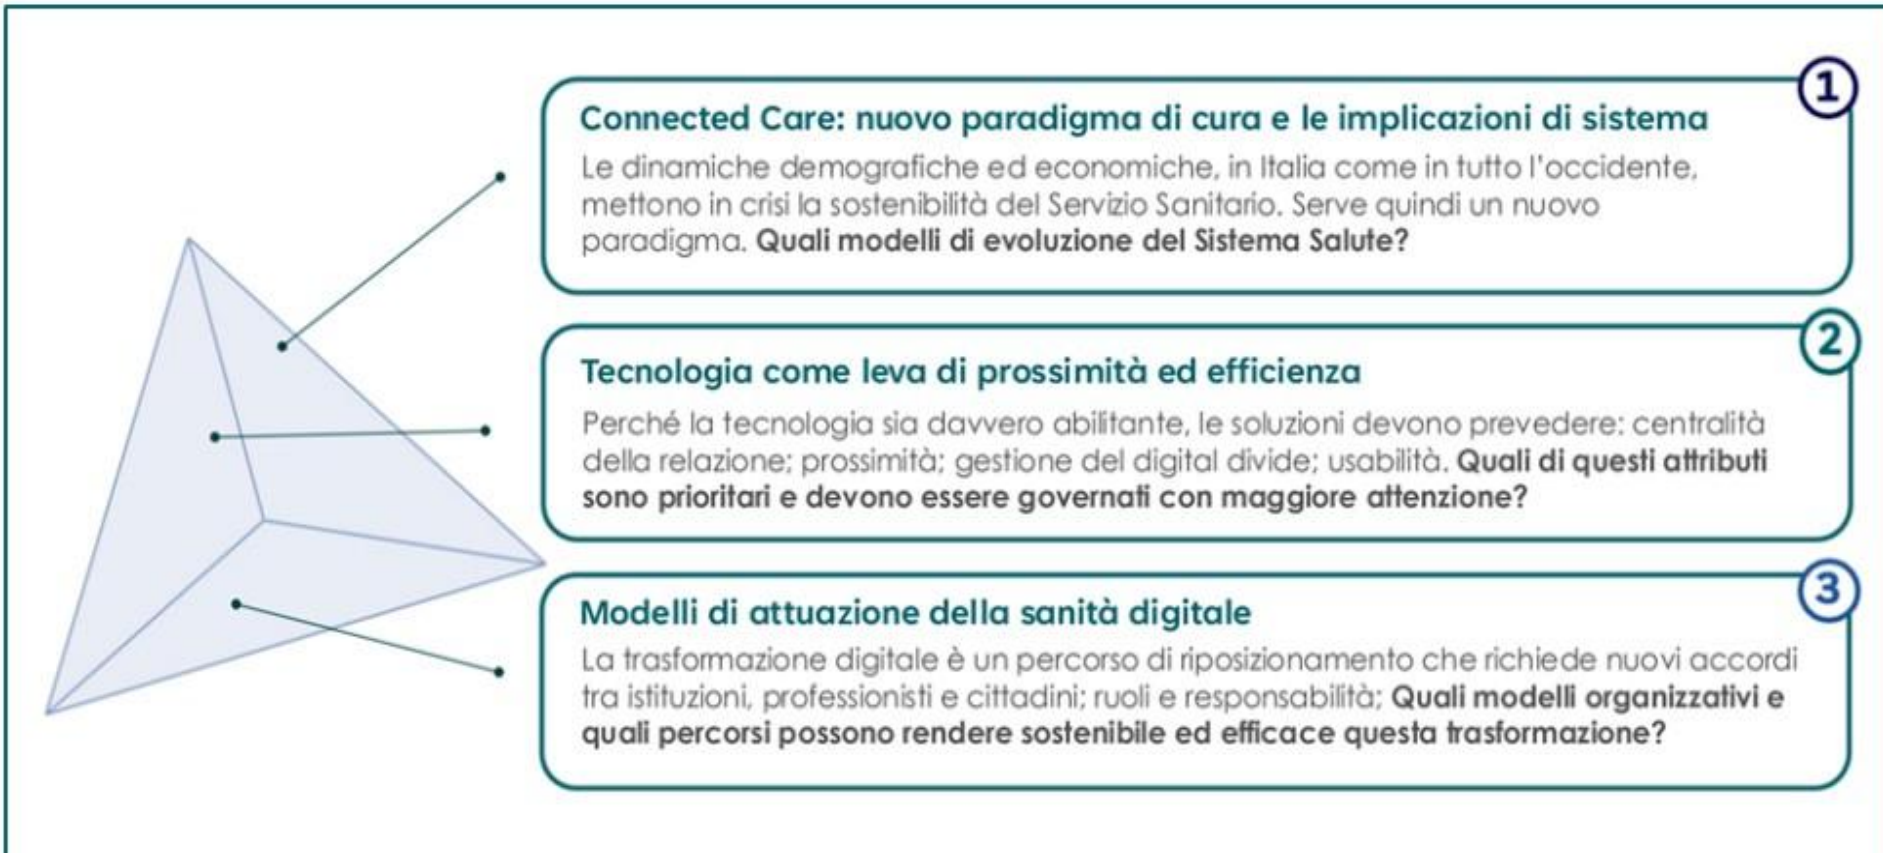 1
Connected Care: nuovo paradigma di cura e le implicazioni di sistema
Le dinamiche demografiche ed economiche, in Italia come in tutto l'occidente,
mettono in crisi la sostenibilità del Servizio Sanitario. Serve quindi un nuovo
paradigma. Quali modelli di evoluzione del Sistema Salute?
2
Tecnologia come leva di prossimità ed efficienza
Perché la tecnologia sia davvero abilitante, le soluzioni devono prevedere: centralità
della relazione; prossimità; gestione del digital divide; usabilità. Quali di questi attributi
sono prioritari e devono essere governati con maggiore attenzione?
3
Modelli di attuazione della sanità digitale
La trasformazione digitale è un percorso di riposizionamento che richiede nuovi accordi
tra istituzioni, professionisti e cittadini; ruoli e responsabilità; Quali modelli organizzativi e
quali percorsi possono rendere sostenibile ed efficace questa trasformazione?